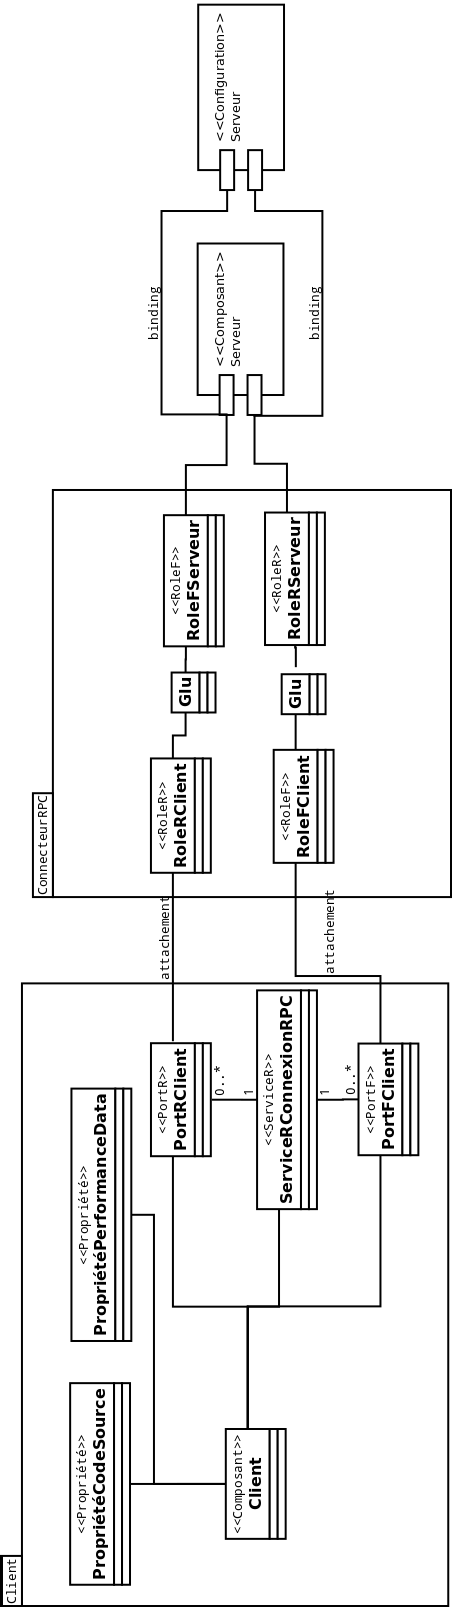 Client
<<Propriété>>
PropriétéCodeSource
<<Propriété>>
PropriétéPerformanceData
<<Composant>>
Client
<<PortR>>
PortRClient
0..*
1
<<ServiceR>>
ServiceRConnexionRPC
1
0..*
<<PortF>>
PortFClient
attachement
attachement
ConnecteurRPC
<<RoleR>>
RoleRClient
<<RoleF>>
RoleFClient
Glu
Glu
<<RoleF>>
RoleFServeur
<<RoleR>>
RoleRServeur
binding
<<Composant>>
Serveur
binding
<<Configuration>>
Serveur